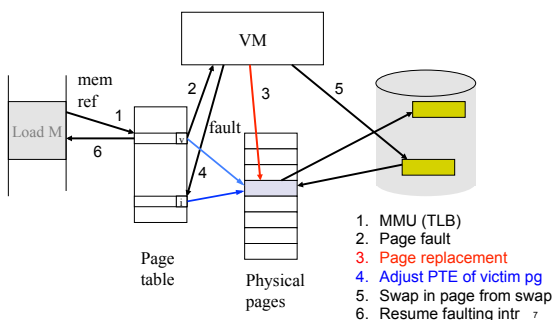 VM
mem
ref
Load M
1
6
2
fault
4
3
5
v
i
Page
table
Physical
pages
1. MMU (TLB)
2. Page fault
3. Page replacement
4. Adjust PTE of victim pg
5. Swap in page from swap
6. Resume faulting intr
7